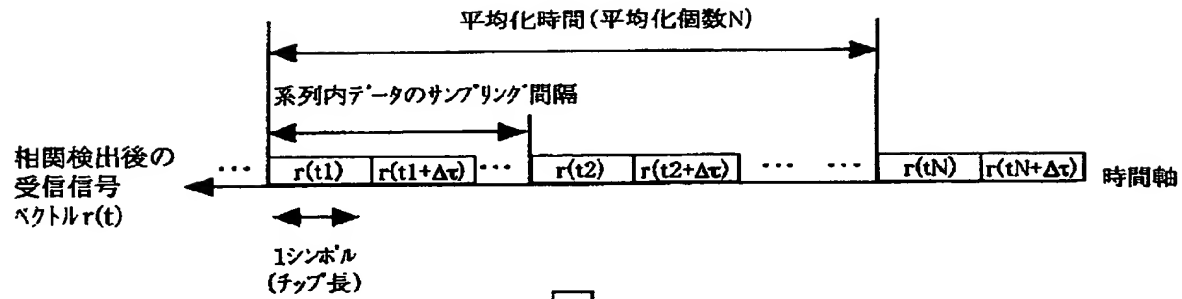 平均化時間(平均化個数N)
系列内データのサンプリング間隔
相関検出後の
受信信号
ベクトルr(t)
… r(t1) r(t1+Δτ) … r(t2) r(t2+Δτ) … … r(tN) r(tN+Δτ) 時間軸
1シンボル
(チップ長)